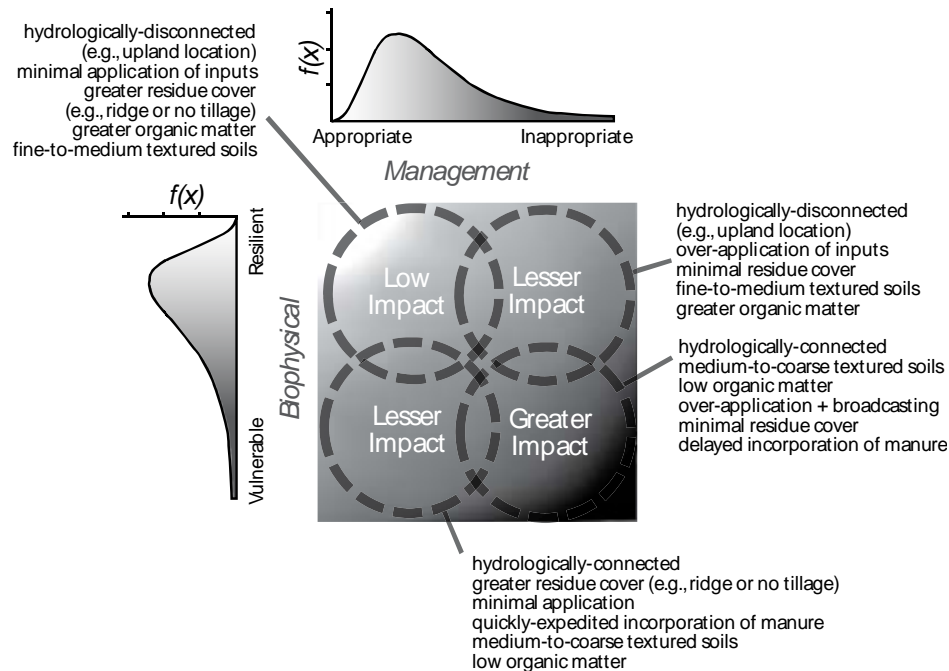 hydrologically-disconnected
(e.g., upland location)
minimal application of inputs
greater residue cover
(e.g., ridge or no tillage)
greater organic matter
fine-to-medium textured soils
f(x)
Appropriate
Inappropriate
Management
f(x)
Resilient
Vulnerable
Biophysical
Low
Impact
Lesser
Impact
Lesser
Impact
Greater
Impact
hydrologically-disconnected
(e.g., upland location)
over-application of inputs
minimal residue cover
fine-to-medium textured soils
greater organic matter
hydrologically-connected
medium-to-coarse textured soils
low organic matter
over-application + broadcasting
minimal residue cover
delayed incorporation of manure
hydrologically-connected
greater residue cover (e.g., ridge or no tillage)
minimal application
quickly-expedited incorporation of manure
medium-to-coarse textured soils
low organic matter